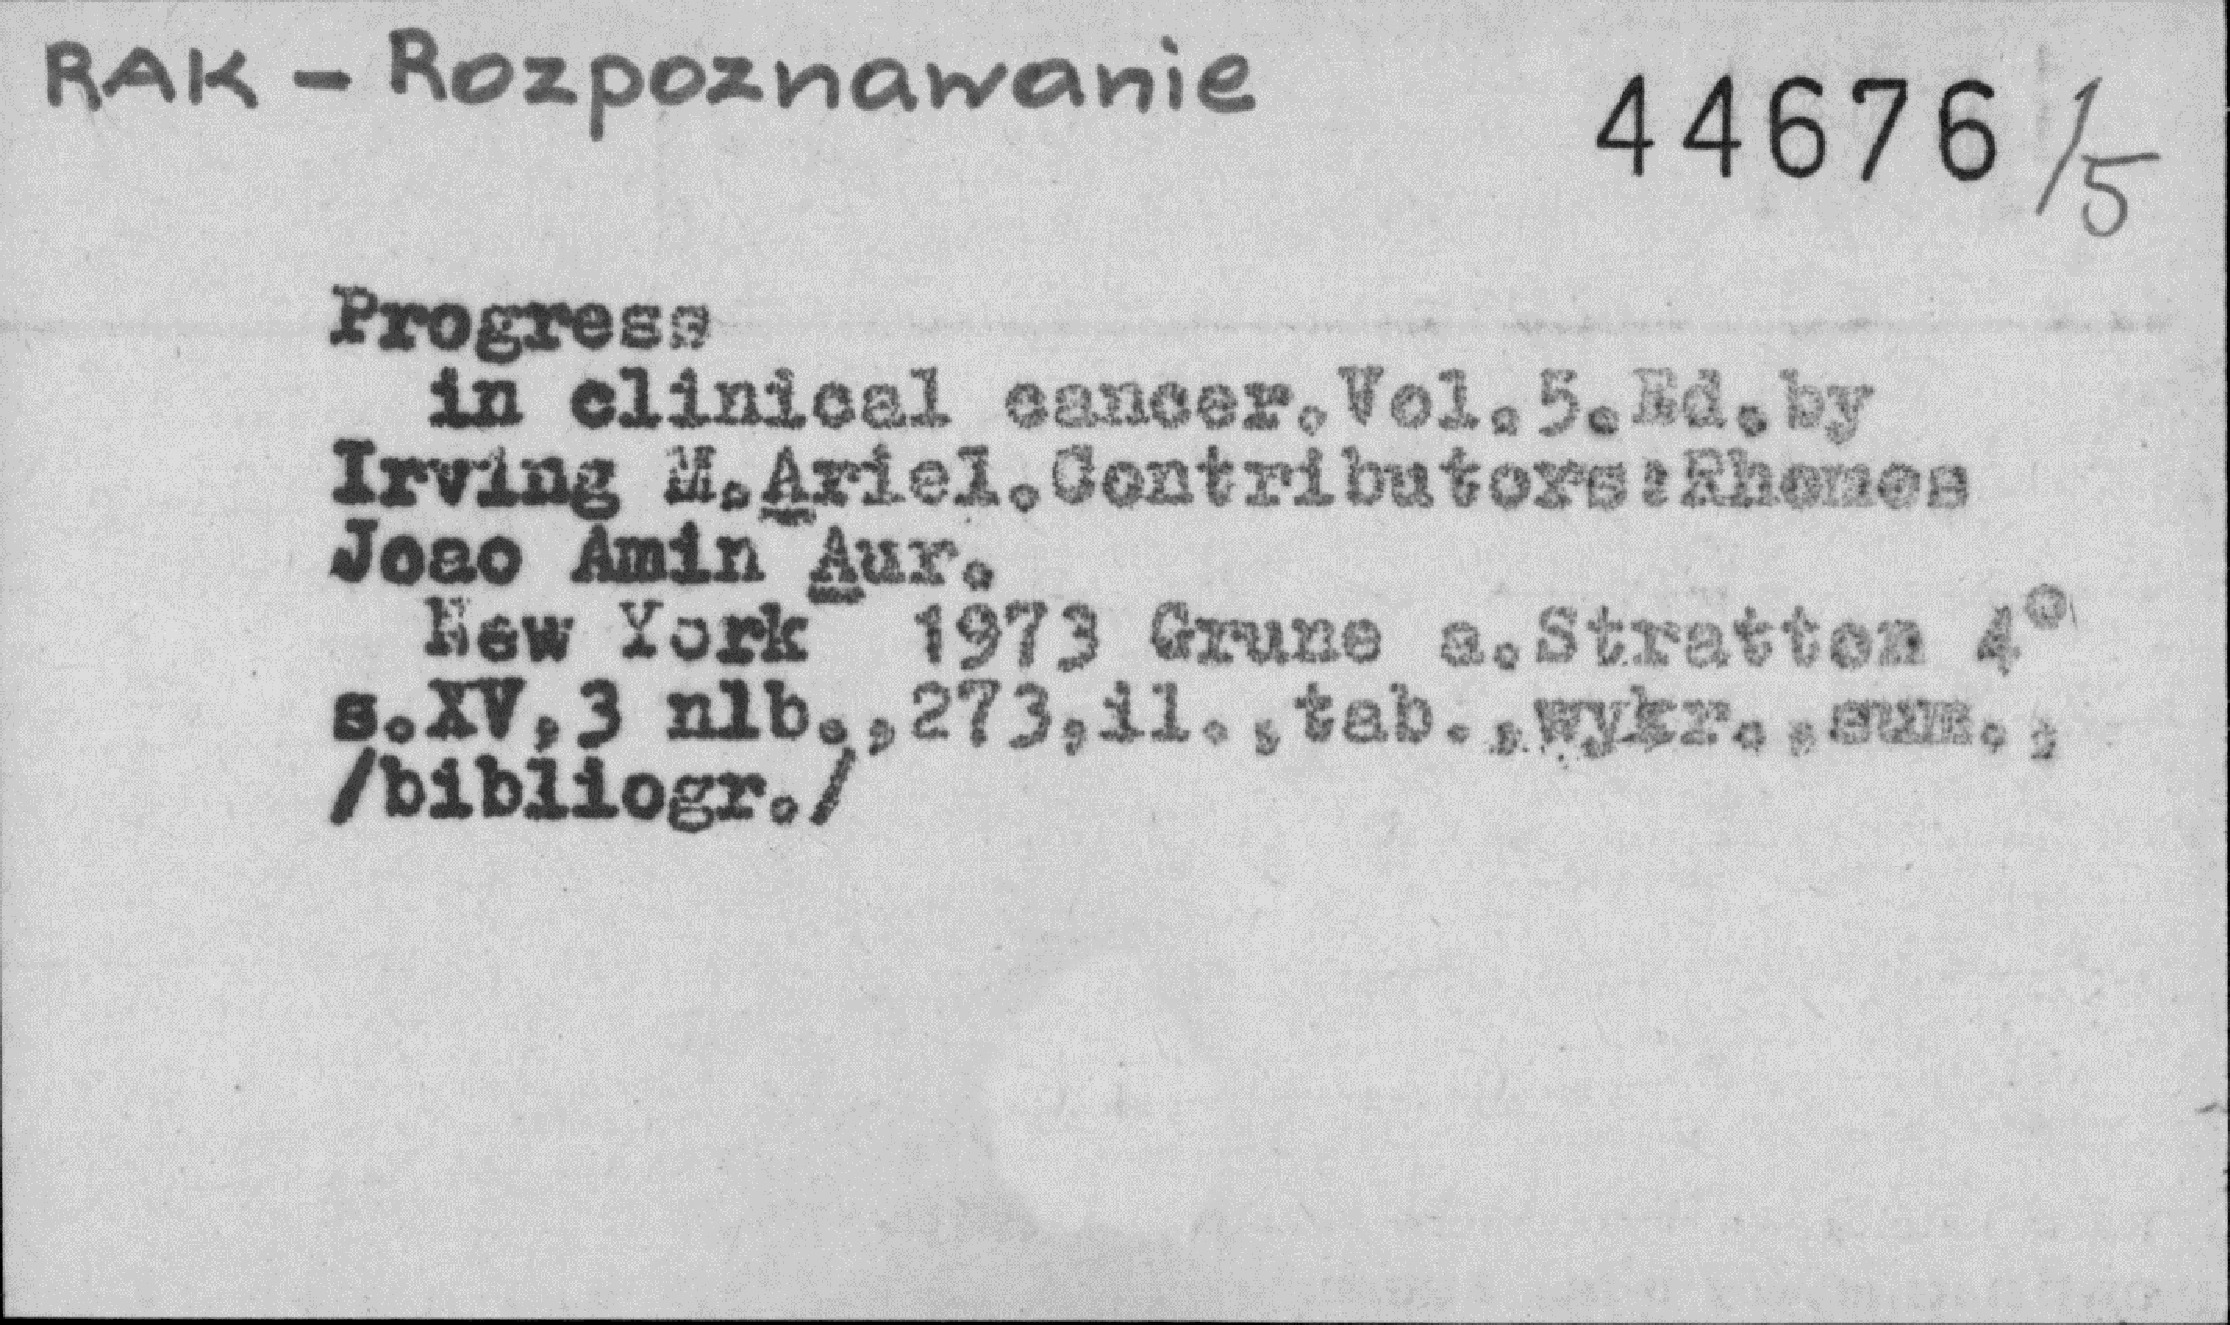 RAK - Rozpoznawanie
44676/5
Progress
in clinical cancer.Vol.5.Ed.by
Irving M.Ariel.Contributors:Rhomes
Joao Amin Aur.
New York 1973 Grune a.Stratton 4°
s.XV,3 nlb.,273,il.,tab.,wykr.,sum.,
/bibliogr./